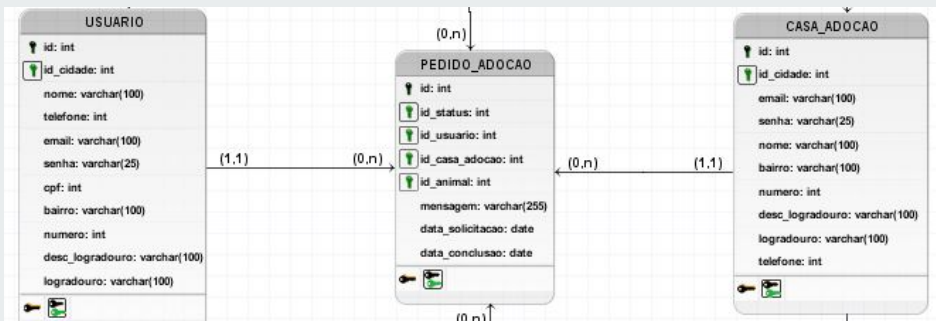 USUARIO
id: int
id_cidade: int
nome: varchar(100)
telefone: int
email: varchar(100)
senha: varchar(25)
cpf: int
bairro: varchar(100)
numero: int
desc_logradouro: varchar(100)
logradouro: varchar(100)
(1,1)
(0,n)
(0,n)
PEDIDO_ADOCAO
id: int
id_status: int
id_usuario: int
id_casa_adocao: int
id_animal: int
mensagem: varchar(255)
data_solicitacao: date
data_conclusao: date
(0,n)
(0,n)
(1,1)
CASA_ADOCAO
id: int
id_cidade: int
email: varchar(100)
senha: varchar(25)
nome: varchar(100)
bairro: varchar(100)
numero: int
desc_logradouro: varchar(100)
logradouro: varchar(100)
telefone: int